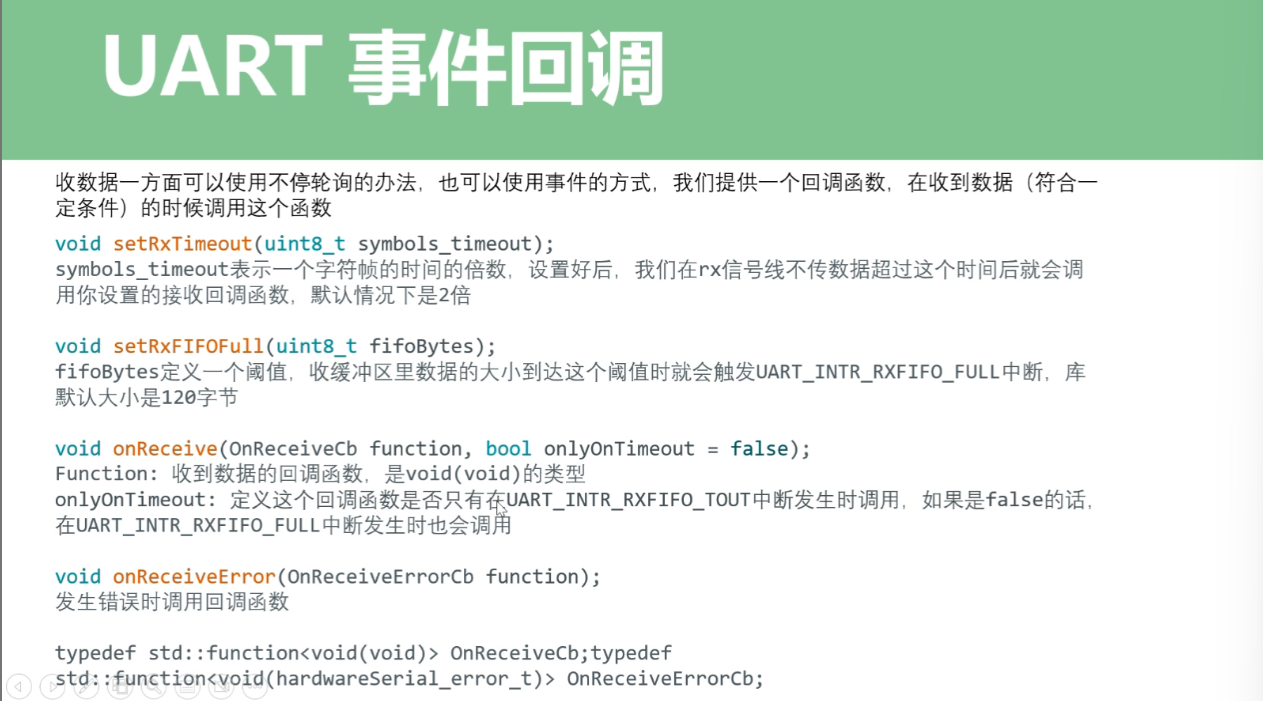 UART 事件回调
收数据一方面可以使用不停轮询的办法，也可以使用事件的方式，我们提供一个回调函数，在收到数据（符合一
定条件）的时候调用这个函数
void setRxTimeout(uint8_t symbols_timeout);
symbols_timeout表示一个字符帧的时间的倍数，设置好后，我们在rx信号线不传数据超过这个时间后就会调
用你设置的接收回调函数，默认情况下是2倍
void setRxFIFOFull(uint8_t fifoBytes);
fifoBytes定义一个阈值，收缓冲区里数据的大小到达这个阈值时就会触发UART_INTR_RXFIFO_FULL中断，库
默认大小是120字节
void onReceive(OnReceiveCb function, bool onlyOnTimeout = false);
Function: 收到数据的回调函数，是void(void)的类型
onlyOnTimeout: 定义这个回调函数是否只有在UART_INTR_RXFIFO_TOUT中断发生时调用，如果是false的话，
在UART_INTR_RXFIFO_FULL中断发生时也会调用
void onReceiveError(OnReceiveErrorCb function);
发生错误时调用回调函数
typedef std::function<void(void)> OnReceiveCb;typedef
std::function<void(hardwareSerial_error_t)> OnReceiveErrorCb;